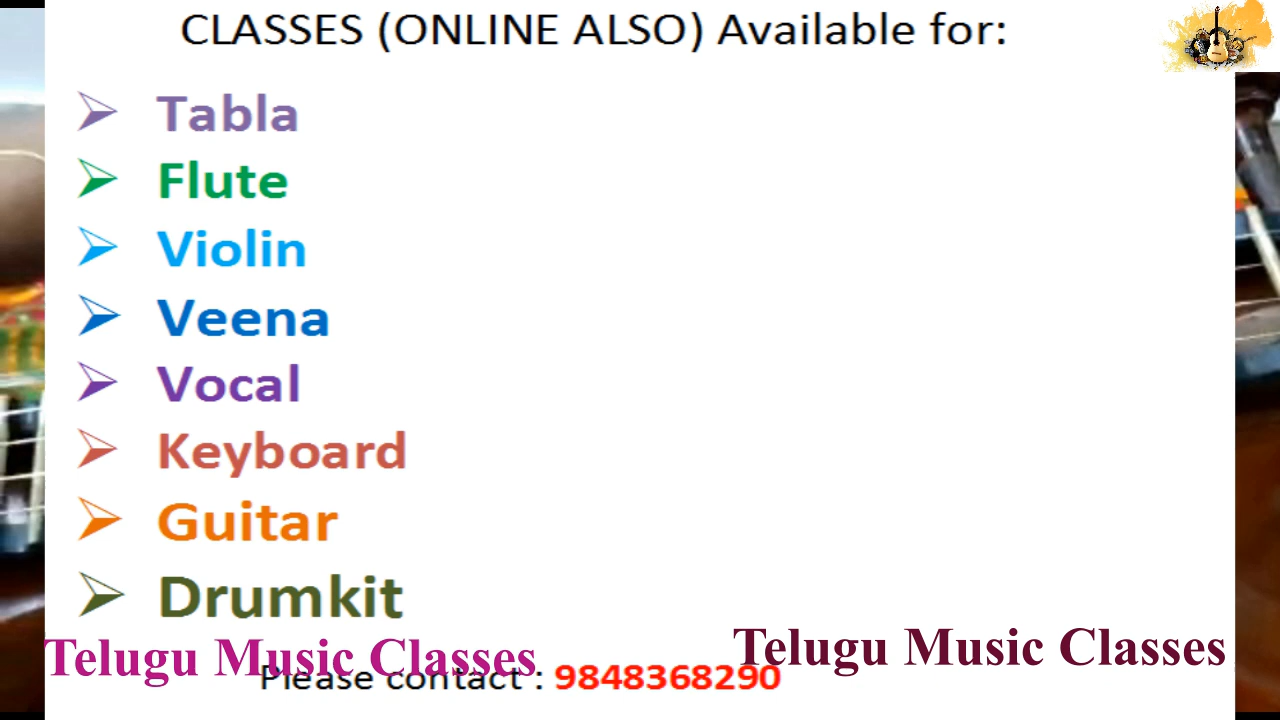 CLASSES (ONLINE ALSO) Available for:
Tabla
Flute
Violin
Veena
Vocal
Keyboard
Guitar
Drumkit
Telugu Music Classes
Telugu Music Classes
Please contact : 9848368290